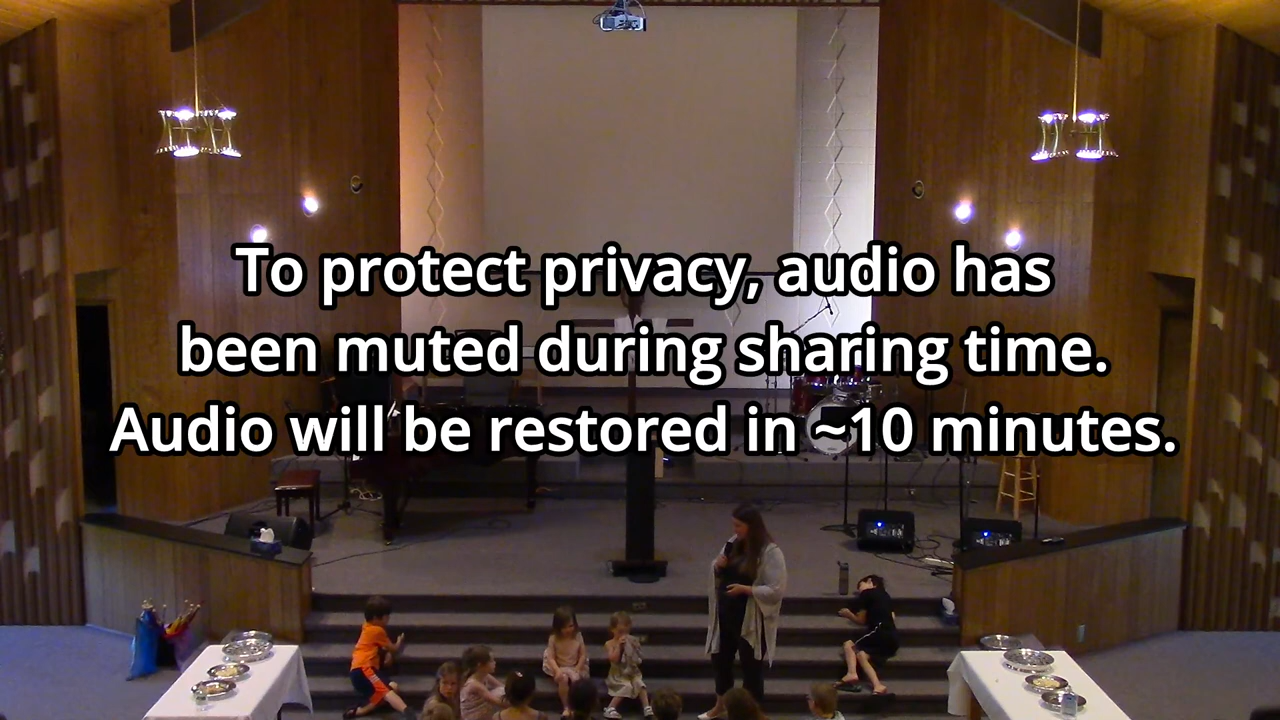 To protect privacy, audio has
been muted during sharing time.
Audio will be restored in ~10 minutes.